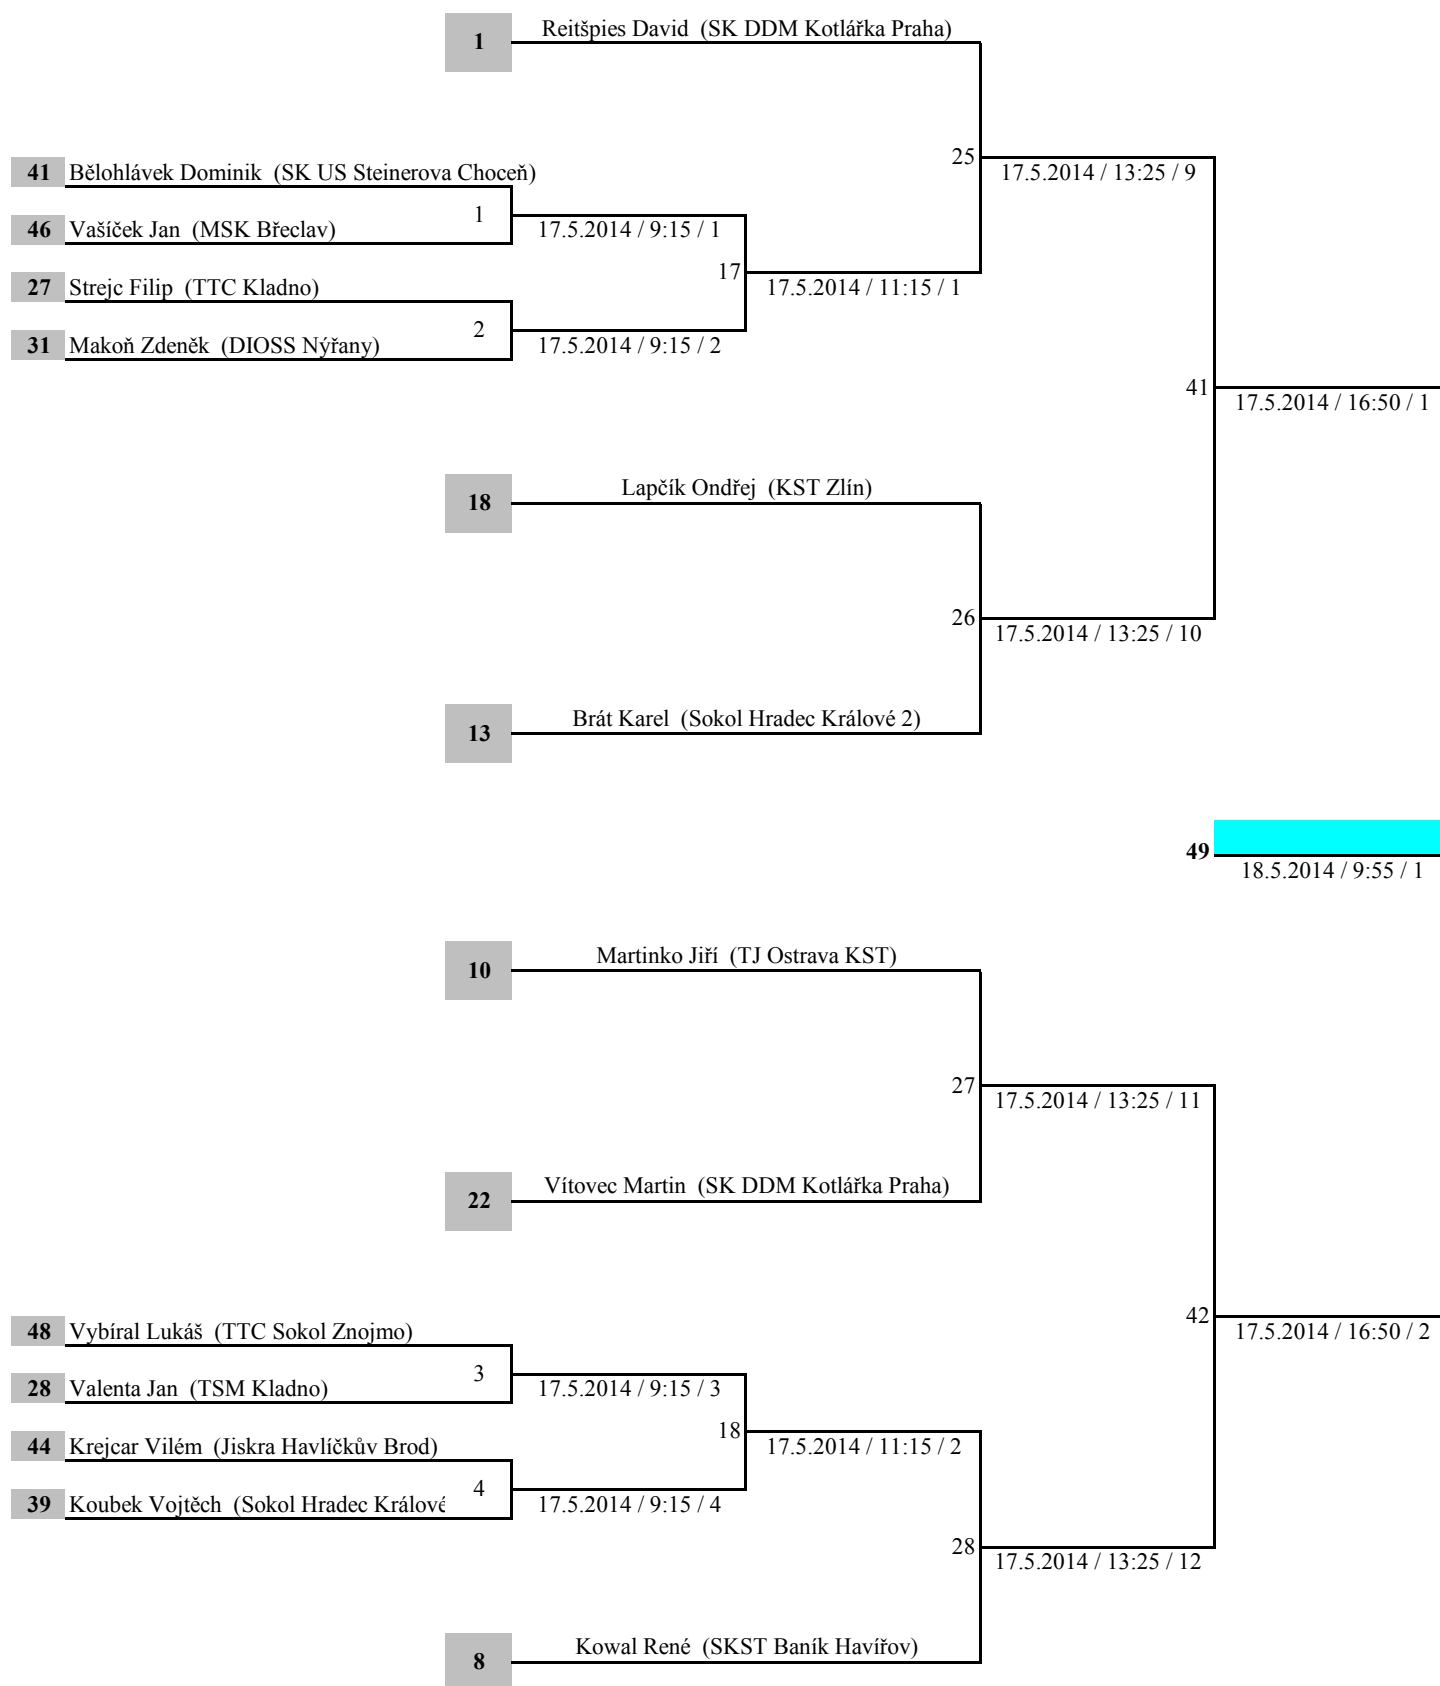 1 Reitšpies David (SK DDM Kotlářka Praha)
25 17.5.2014 / 13:25 / 9
41 Bělohlávek Dominik (SK US Steinerova Choceň)
1 17.5.2014 / 9:15 / 1
46 Vašíček Jan (MSK Břeclav)
17 17.5.2014 / 11:15 / 1
27 Strejc Filip (TTC Kladno)
2 17.5.2014 / 9:15 / 2
31 Makoň Zdeněk (DIOSS Nýřany)
41 17.5.2014 / 16:50 / 1
18 Lapčík Ondřej (KST Zlín)
26 17.5.2014 / 13:25 / 10
13 Brát Karel (Sokol Hradec Králové 2)
49 18.5.2014 / 9:55 / 1
10 Martinko Jiří (TJ Ostrava KST)
27 17.5.2014 / 13:25 / 11
22 Vítovec Martin (SK DDM Kotlářka Praha)
42 17.5.2014 / 16:50 / 2
48 Vybíral Lukáš (TTC Sokol Znojmo)
3 17.5.2014 / 9:15 / 3
28 Valenta Jan (TSM Kladno)
18 17.5.2014 / 11:15 / 2
44 Krejcar Vilém (Jiskra Havlíčkův Brod)
4 17.5.2014 / 9:15 / 4
39 Koubek Vojtěch (Sokol Hradec Králové
28 17.5.2014 / 13:25 / 12
8 Kowal René (SKST Baník Havířov)